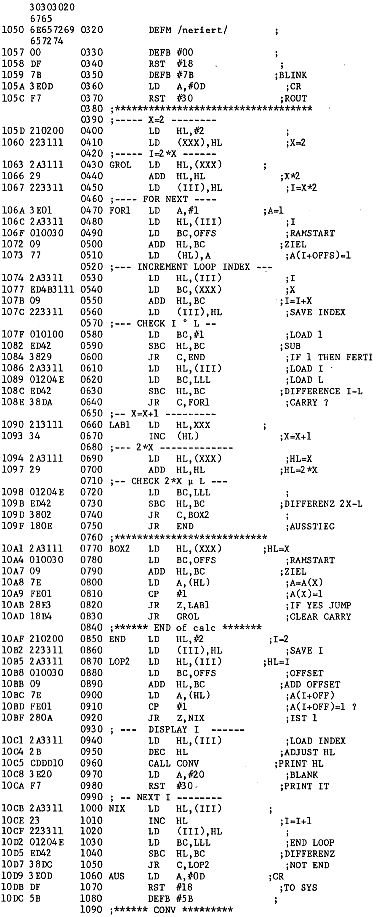 30303020
6765
1050 6E657269 0320 DEFM /neriert/ ;
657274
1057 00 0330 DEFB #00 ;
1058 DF 0340 RST #18 ;
1059 7B 0350 DEFB #7B ;BLINK
105A 3E0D 0360 LD A,#0D ;CR
105C F7 0370 RST #30 ;ROUT
0380 ;************************************
0390 ;----- X=2 --------
105D 210200 0400 LD HL,#2 ;
1060 223111 0410 LD (XXX),HL ;X=2
0420 ;----- I=2*X ------
1063 2A3111 0430 GROL LD HL,(XXX) ;
1066 29 0440 ADD HL,HL ;X*2
1067 223311 0450 LD (III),HL ;I=X*2
0460 ;---- FOR NEXT ----
106A 3E01 0470 FOR1 LD A,#1 ;A=1
106C 2A3311 0480 LD HL,(III) ;I
106F 010030 0490 LD BC,OFFS ;RAMSTART
1072 09 0500 ADD HL,BC ;ZIEL
1073 77 0510 LD (HL),A ;A(I+OFFS)=1
0520 ;--- INCREMENT LOOP INDEX ---
1074 2A3311 0530 LD HL,(III) ;I
1077 ED4B3111 0540 LD BC,(XXX) ;X
107B 09 0550 ADD HL,BC ;I=I+X
107C 223311 0560 LD (III),HL ;SAVE INDEX
0570 ;--- CHECK I ° L --
107F 010100 0580 LD BC,#1 ;LOAD 1
1082 ED42 0590 SBC HL,BC ;SUB
1084 3829 0600 JR C,END ;IF 1 THEN FERTI
1086 2A3311 0610 LD HL,(III) ;LOAD I
1089 01204E 0620 LD BC,LLL ;LOAD L
108C ED42 0630 SBC HL,BC ;DIFFERENCE I-L
108E 38DA 0640 JR C,FOR1 ;CARRY ?
0650 ;-- X=X+1 ---------
1090 213111 0660 LAB1 LD HL,XXX ;
1093 34 0670 INC (HL) ;X=X+1
0680 ;--- 2*X ------------
1094 2A3111 0690 LD HL,(XXX) ;HL=X
1097 29 0700 ADD HL,HL ;HL=2*X
0710 ;-- CHECK 2*X µ L ---
1098 01204E 0720 LD BC,LLL ;
109B ED42 0730 SBC HL,BC ;DIFFERENZ 2X-L
109D 3802 0740 JR C,BOX2 ;
109F 180E 0750 JR END ;AUSSTIEG
0760 ;***************************
10A1 2A3111 0770 BOX2 LD HL,(XXX) ;HL=X
10A4 010030 0780 LD BC,OFFS ;RAMSTART
10A7 09 0790 ADD HL,BC ;ZIEL
10A8 7E 0800 LD A,(HL) ;A=A(X)
10A9 FE01 0810 CP #1 ;A(X)=1
10AB 28E3 0820 JR Z,LAB1 ;IF YES JUMP
10AD 18B4 0830 JR GROL ;CLEAR CARRY
0840 ;****** END of calc *******
10AF 210200 0850 END LD HL,#2 ;I=2
10B2 223311 0860 LD (III),HL ;SAVE I
10B5 2A3311 0870 LOP2 LD HL,(III) ;HL=I
10B8 010030 0880 LD BC,OFFS ;OFFSET
10BB 09 0890 ADD HL,BC ;ADD OFFSET
10BC 7E 0900 LD A,(HL) ;A(I+OFF)
10BD FE01 0910 CP #1 ;A(I+OFF)=1 ?
10BF 280A 0920 JR Z,NIX ;IST 1
0930 ;--- DISPLAY I ------
10C1 2A3311 0940 LD HL,(III) ;LOAD INDEX
10C4 2B 0950 DEC HL ;ADJUST HL
10C5 CDDD10 0960 CALL CONV ;PRINT HL
10C8 3E20 0970 LD A,#20 ;BLANK
10CA F7 0980 RST #30 ;PRINT IT
0990 ;-- NEXT I -------
10CB 2A3311 1000 NIX LD HL,(III) ;
10CE 23 1010 INC HL ;I=I+1
10CF 223311 1020 LD (III),HL ;
10D2 01204E 1030 LD BC,LLL ;END LOOP
10D5 ED42 1040 SBC HL,BC ;DIFFERENZ
10D7 38DC 1050 JR C,LOP2 ;NOT END
10D9 3E0D 1060 AUS LD A,#0D ;CR
10DB DF 1070 RST #18 ;TO SYS
10DC 5B 1080 DEFB #5B ;
1090 ;****** CONV *********